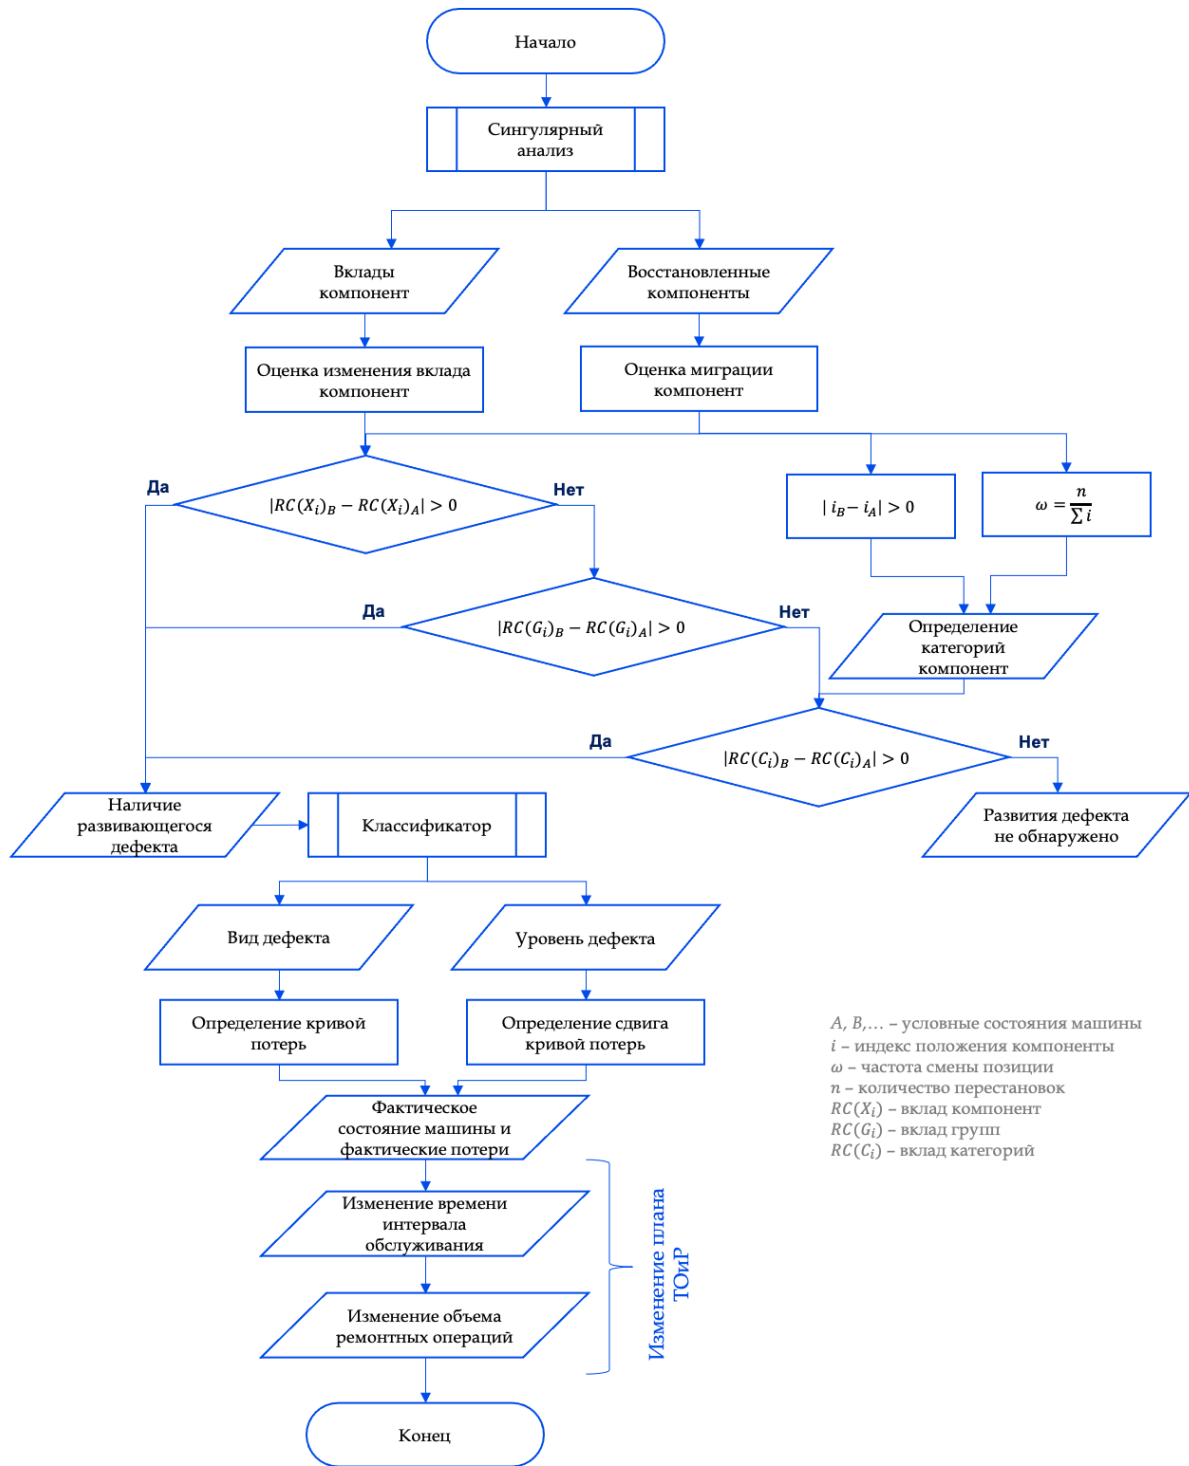 Начало
Сингулярный
анализ
Вклады
компонент
Восстановленные
компоненты
Оценка изменения вклада
компонент
Оценка миграции
компонент
Да
|RC(Xᵢ)_B − RC(Xᵢ)_A| > 0
Нет
| i_B − i_A| > 0
ω = n/∑ i
Да
|RC(Gᵢ)_B − RC(Gᵢ)_A| > 0
Нет
Определение
категорий
компонент
Да
|RC(Cᵢ)_B − RC(Cᵢ)_A| > 0
Нет
Наличие
развивающегося
дефекта
Классификатор
Развития дефекта
не обнаружено
Вид дефекта
Уровень дефекта
Определение кривой
потерь
Определение сдвига
кривой потерь
A, B,… – условные состояния машины
i – индекс положения компоненты
ω – частота смены позиции
n – количество перестановок
RC(Xᵢ) – вклад компонент
RC(Gᵢ) – вклад групп
RC(Cᵢ) – вклад категорий
Фактическое
состояние машины и
фактические потери
Изменение времени
интервала
обслуживания
Изменение объема
ремонтных операций
Изменение плана
ТОиР
Конец